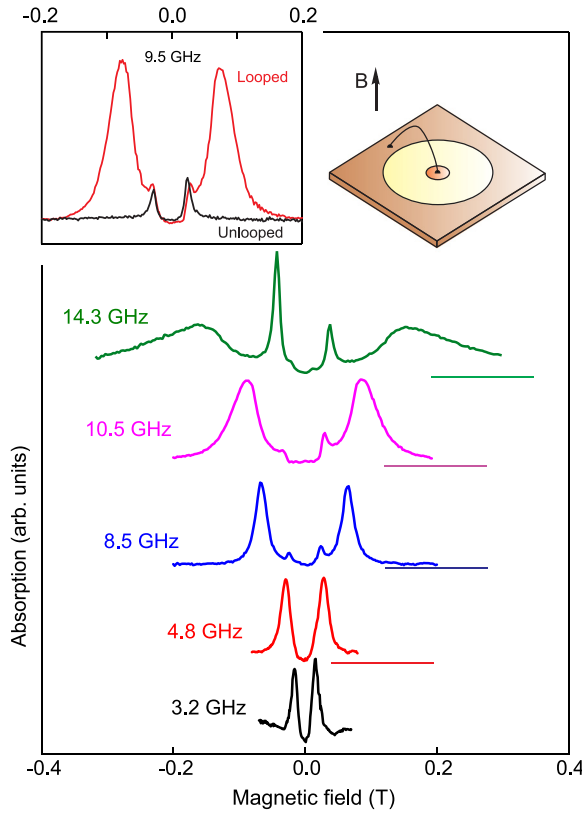 -0.2 0.0 0.2
9.5 GHz
Looped
Unlooped
B
14.3 GHz
10.5 GHz
8.5 GHz
4.8 GHz
3.2 GHz
Absorption (arb. units)
-0.4 -0.2 0.0 0.2 0.4
Magnetic field (T)